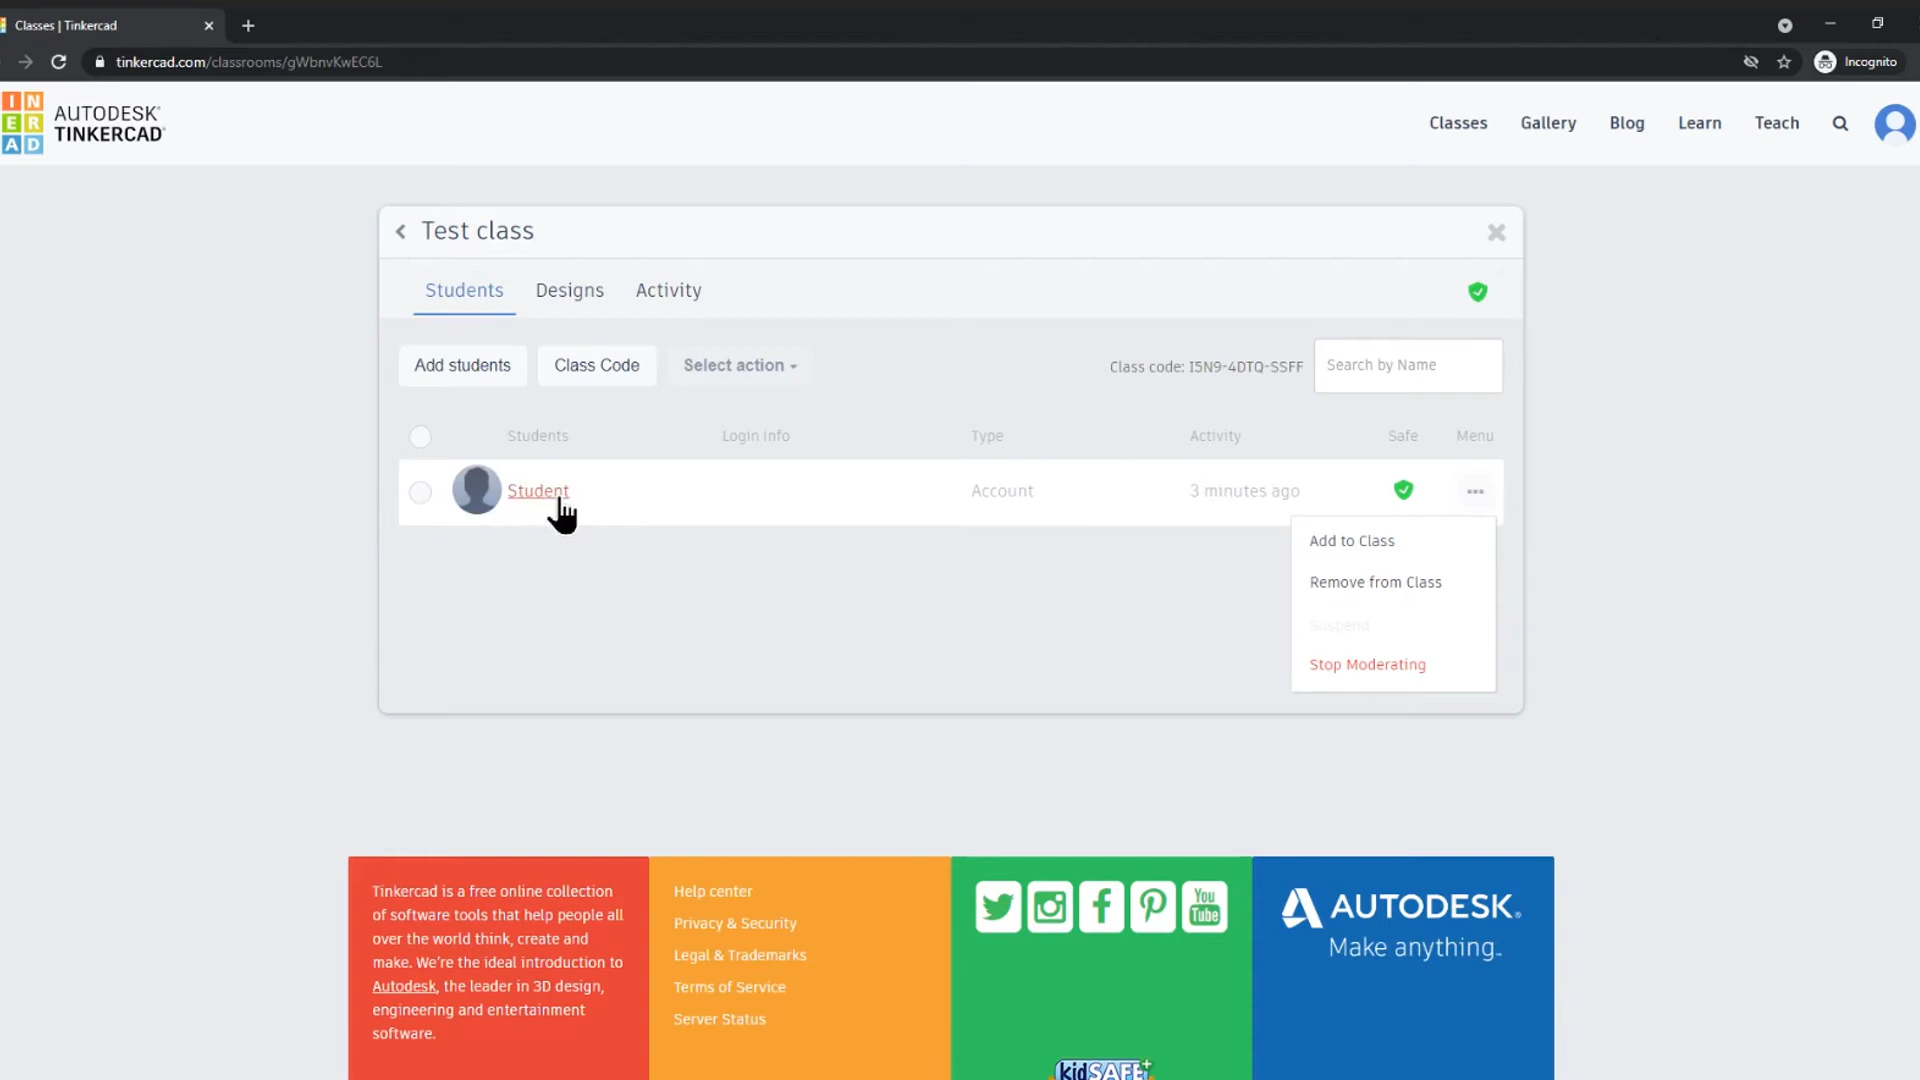 Classes | Tinkercad
tinkercad.com/classrooms/gWbnvKwEC6L
Incognito
I N
E R
A D
AUTODESK®
TINKERCAD®
Classes
Gallery
Blog
Learn
Teach
Test class
Students
Designs
Activity
Add students
Class Code
Select action
Class code: I5N9-4DTQ-SSFF
Search by Name
Students
Login info
Type
Activity
Safe
Menu
Student
Account
3 minutes ago
Add to Class
Remove from Class
Suspend
Stop Moderating
Tinkercad is a free online collection
of software tools that help people all
over the world think, create and
make. We're the ideal introduction to
Autodesk, the leader in 3D design,
engineering and entertainment
software.
Help center
Privacy & Security
Legal & Trademarks
Terms of Service
Server Status
You
Tube
kidSAFE+
AUTODESK®
Make anything™